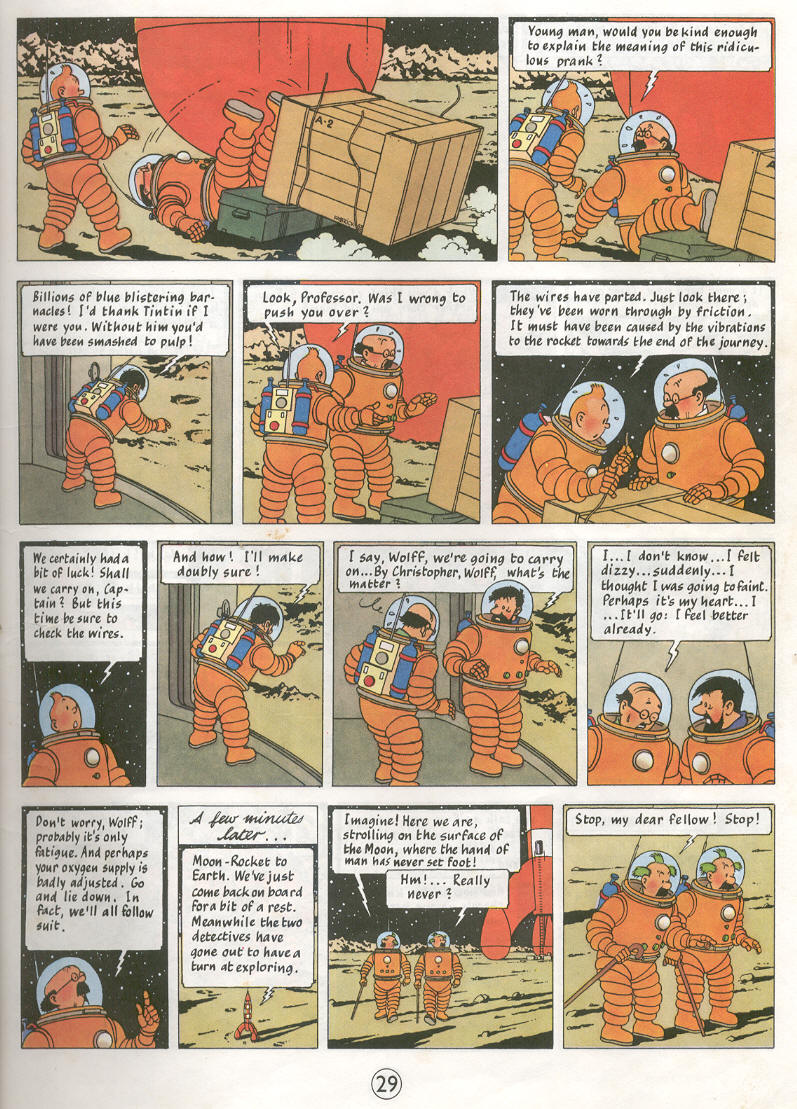 A-2
Young man, would you be kind enough
to explain the meaning of this ridicu-
lous prank?
Billions of blue blistering bar-
nacles! I'd thank Tintin if I
were you. Without him you'd
have been smashed to pulp!
Look, Professor. Was I wrong to
push you over?
The wires have parted. Just look there;
they've been worn through by friction.
It must have been caused by the vibrations
to the rocket towards the end of the journey.
We certainly had a
bit of luck! Shall
we carry on, Cap-
tain? But this
time be sure to
check the wires.
And how! I'll make
doubly sure!
I say, Wolff, we're going to carry
on...By Christopher, Wolff, what's the
matter?
I...I don't know...I felt
dizzy...suddenly...I
thought I was going to faint.
Perhaps it's my heart...I
...It'll go: I feel better
already.
Don't worry, Wolff;
probably it's only
fatigue. And perhaps
your oxygen supply is
badly adjusted. Go
and lie down. In
fact, we'll all follow
suit.
A few minutes
later...
Moon-Rocket to
Earth. We've just
come back on board
for a bit of a rest.
Meanwhile the two
detectives have
gone out to have a
turn at exploring.
Imagine! Here we are,
strolling on the surface of
the Moon, where the hand of
man has never set foot!
Hm!... Really
never?
Stop, my dear fellow! Stop!
29